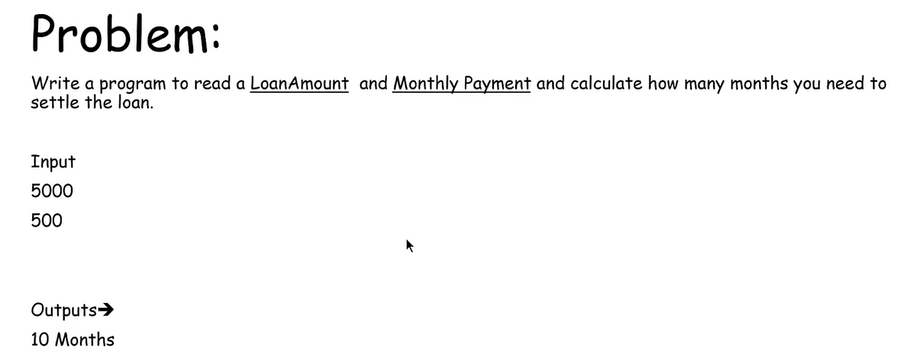 Problem:
Write a program to read a LoanAmount and Monthly Payment and calculate how many months you need to
settle the loan.
Input
5000
500
Outputs➔
10 Months